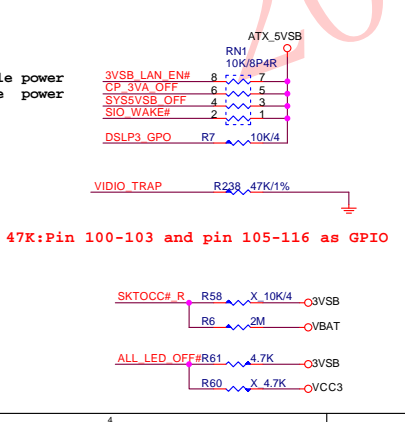 ATX_5VSB
RN1
10K/8P4R
le power
3VSB_LAN_EN# 8 7
e power
CP_3VA_OFF 6 5
SYS5VSB_OFF 4 3
SIO_WAKE# 2 1
DSLP3_GPO R7 10K/4
VIDIO_TRAP R238 47K/1%
47K:Pin 100-103 and pin 105-116 as GPIO
SKTOCC#_R R58 X_10K/4 3VSB
R6 2M VBAT
ALL_LED_OFF# R61 4.7K 3VSB
R60 X_4.7K VCC3
4